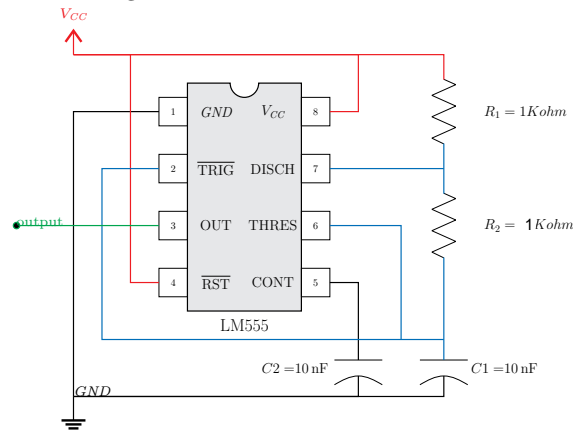 V_CC
1 GND V_CC 8
R_1 = 1Kohm
2 TRIG DISCH 7
output
3 OUT THRES 6
R_2 = 1Kohm
4 RST CONT 5
LM555
C2 =10 nF
C1 =10 nF
GND